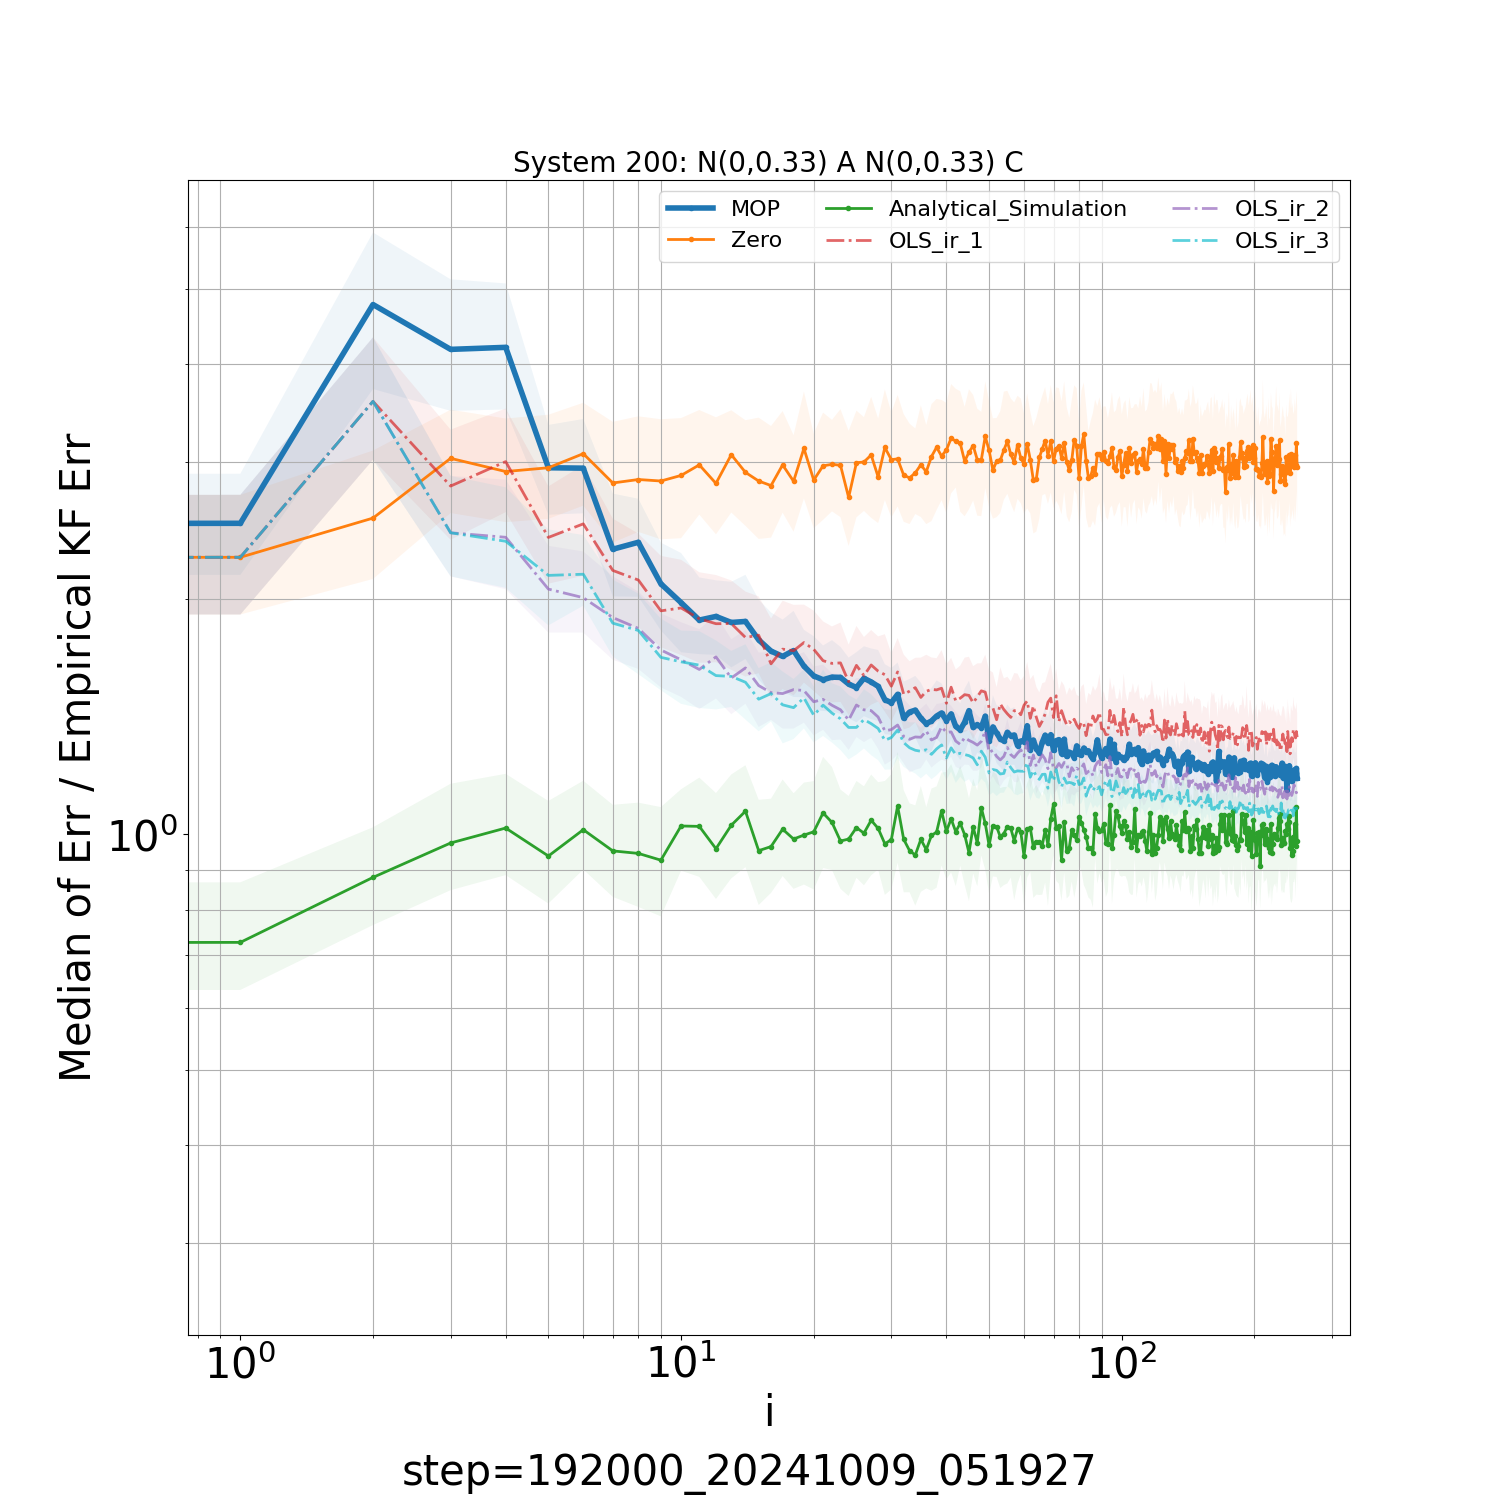 System 200: N(0,0.33) A N(0,0.33) C
MOP
Zero
Analytical_Simulation
OLS_ir_1
OLS_ir_2
OLS_ir_3
Median of Err / Empirical KF Err
10⁰
10⁰ 10¹ 10²
i
step=192000_20241009_051927